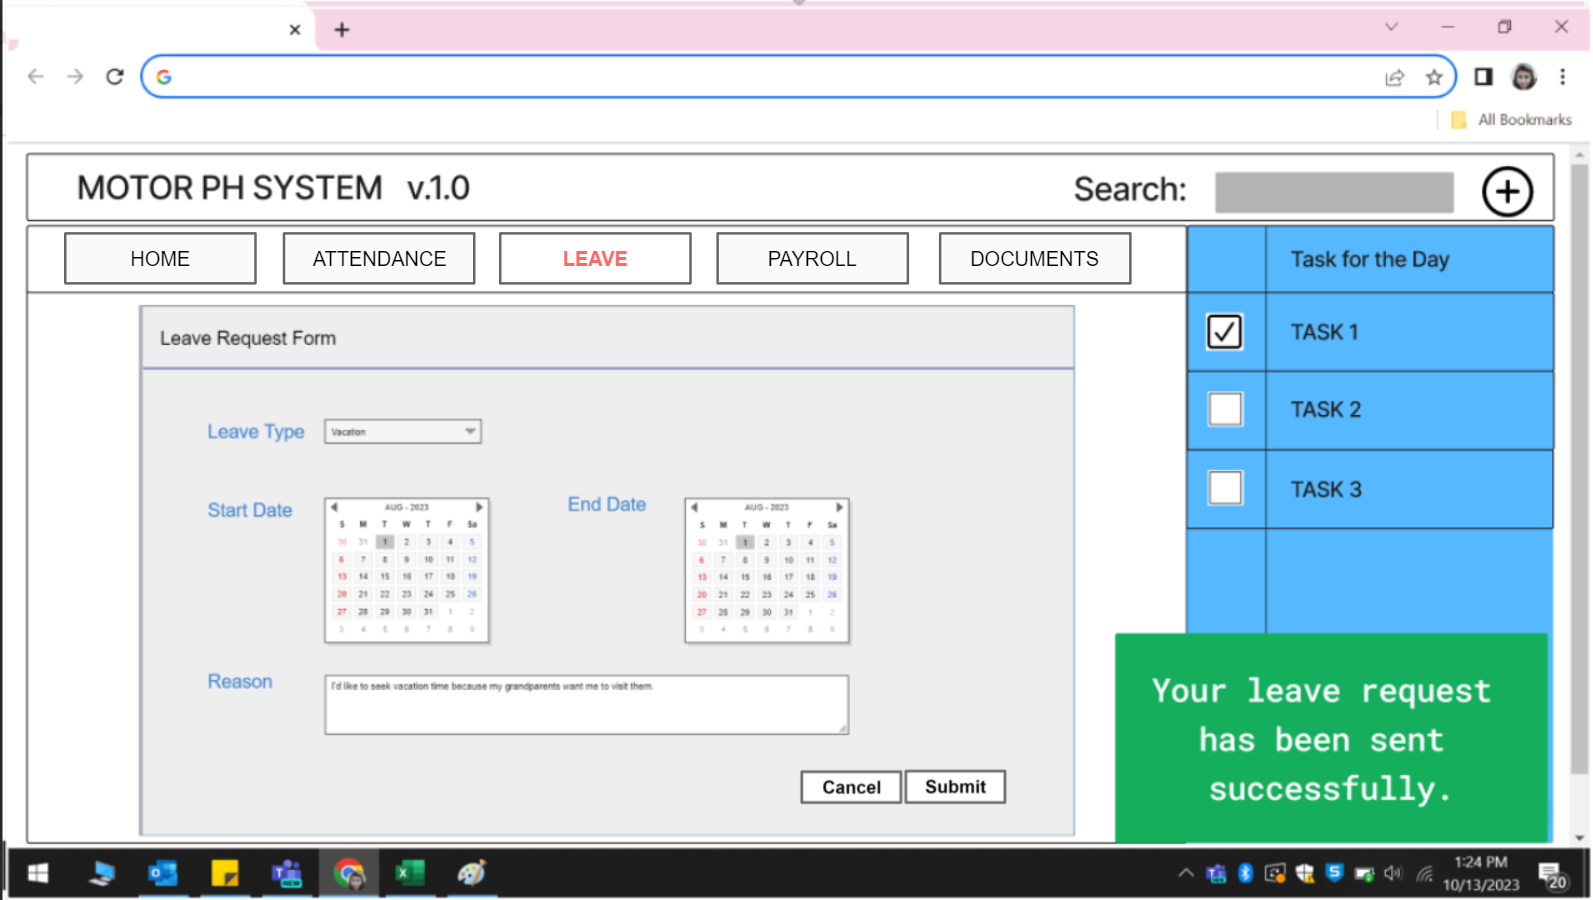 All Bookmarks
MOTOR PH SYSTEM v.1.0
Search:
HOME
ATTENDANCE
LEAVE
PAYROLL
DOCUMENTS
Task for the Day
TASK 1
TASK 2
TASK 3
Leave Request Form
Leave Type
Vacation
Start Date
AUG - 2023
S M T W T F Sa
30 31 1 2 3 4 5
6 7 8 9 10 11 12
13 14 15 16 17 18 19
20 21 22 23 24 25 26
27 28 29 30 31 1 2
3 4 5 6 7 8 9
End Date
AUG - 2023
S M T W T F Sa
30 31 1 2 3 4 5
6 7 8 9 10 11 12
13 14 15 16 17 18 19
20 21 22 23 24 25 26
27 28 29 30 31 1 2
3 4 5 6 7 8 9
Reason
I'd like to seek vacation time because my grandparents want me to visit them.
Cancel
Submit
Your leave request
has been sent
successfully.
NEW
1:24 PM
10/13/2023
20